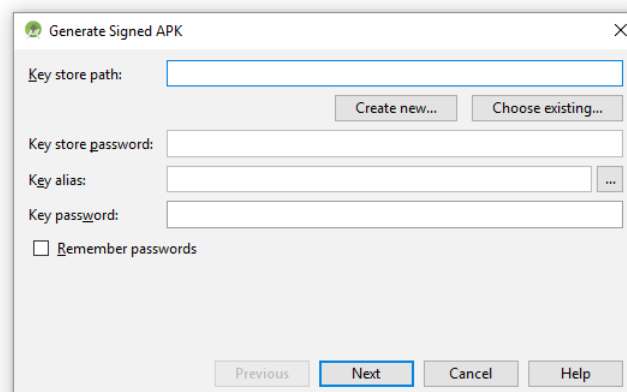 Generate Signed APK
Key store path:
Create new... Choose existing...
Key store password:
Key alias:
...
Key password:
Remember passwords
Previous Next Cancel Help